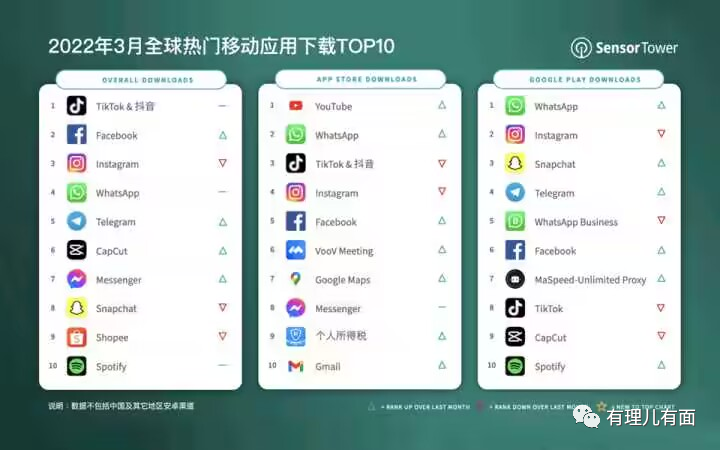 2022年3月全球热门移动应用下载TOP10
SensorTower
OVERALL DOWNLOADS
1 TikTok & 抖音
2 Facebook
3 Instagram
4 WhatsApp
5 Telegram
6 CapCut
7 Messenger
8 Snapchat
9 Shopee
10 Spotify
APP STORE DOWNLOADS
1 YouTube
2 WhatsApp
3 TikTok & 抖音
4 Instagram
5 Facebook
6 VooV Meeting
7 Google Maps
8 Messenger
9 个人所得税
10 Gmail
GOOGLE PLAY DOWNLOADS
1 WhatsApp
2 Instagram
3 Snapchat
4 Telegram
5 WhatsApp Business
6 Facebook
7 MaSpeed-Unlimited Proxy
8 TikTok
9 CapCut
10 Spotify
说明：数据不包括中国及其它地区安卓渠道
= RANK UP OVER LAST MONTH
= RANK DOWN OVER LAST
= NEW TO TOP CHART
有理儿有面